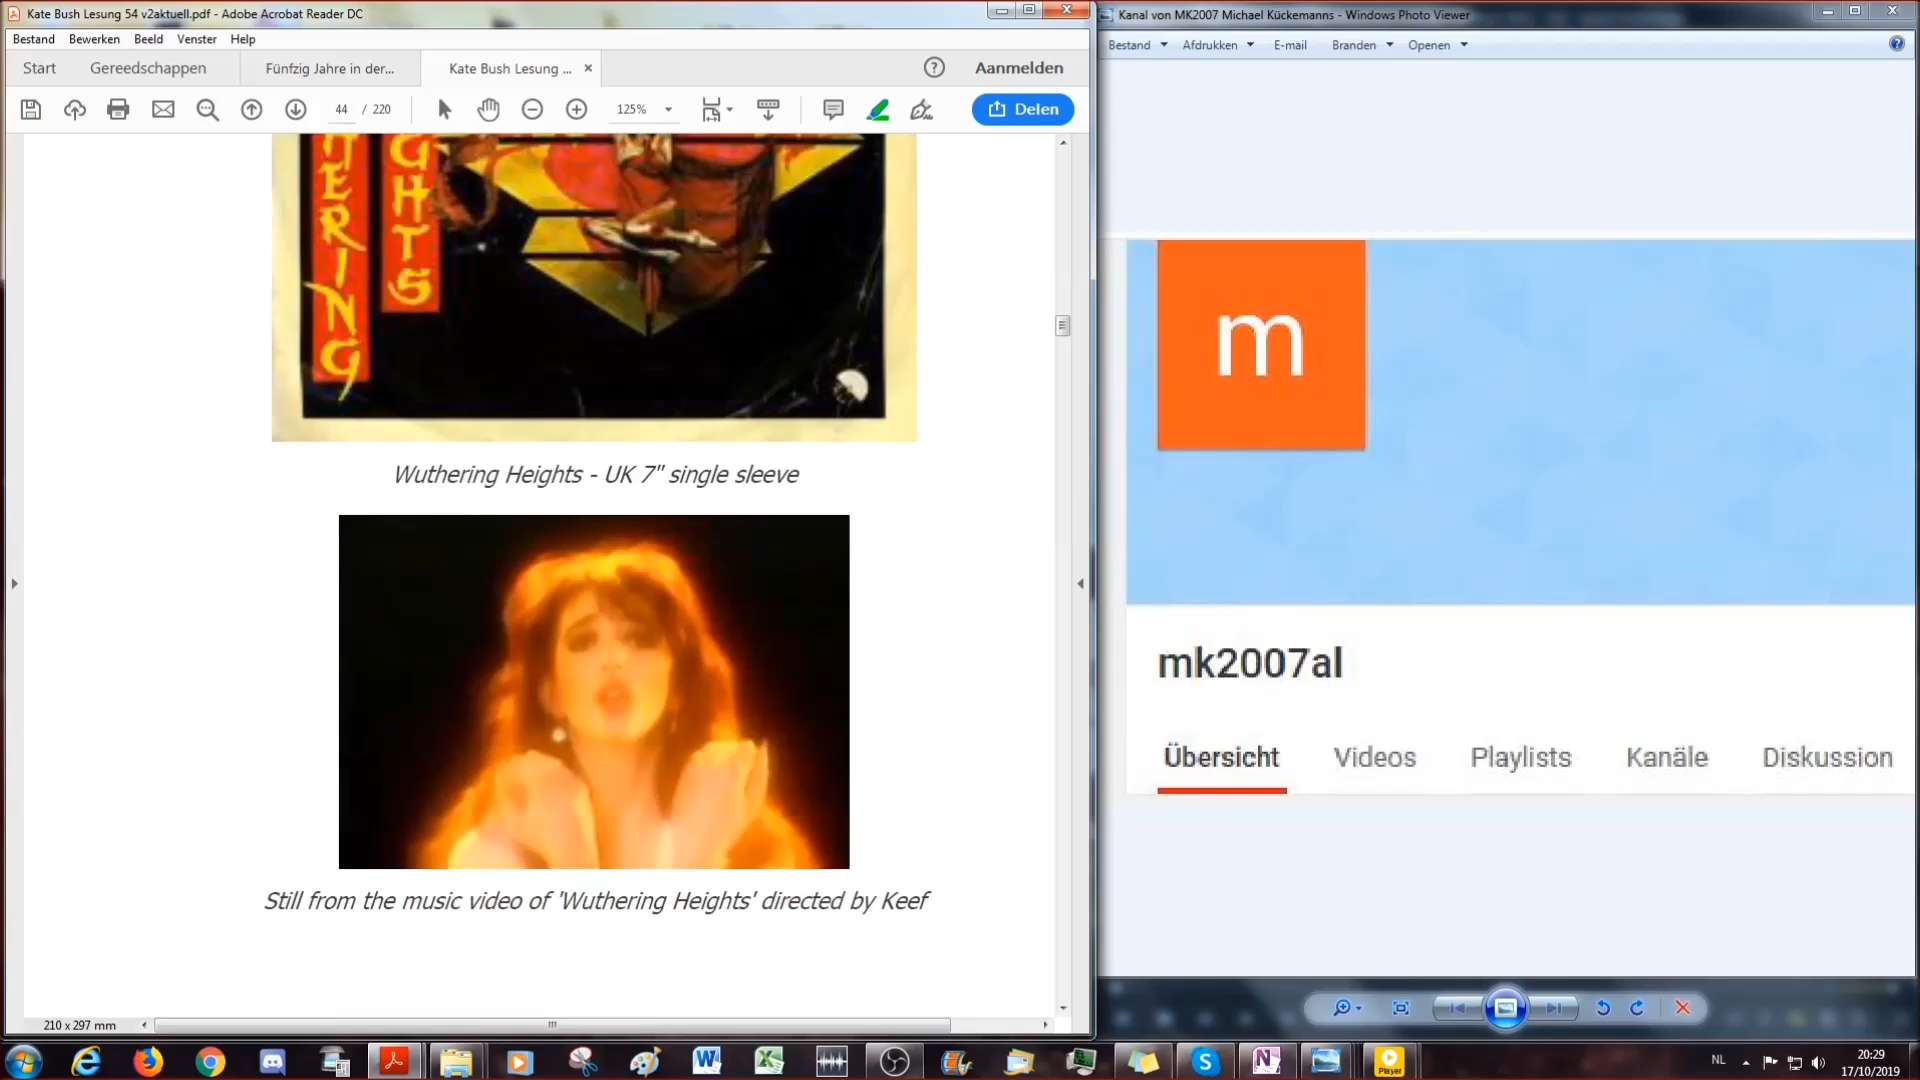 Kate Bush Lesung 54 v2aktuell.pdf - Adobe Acrobat Reader DC
Bestand Bewerken Beeld Venster Help
Start Gereedschappen Fünfzig Jahre in der... Kate Bush Lesung ... × Aanmelden
44 / 220 125% Delen
HERING
GHTS
Wuthering Heights - UK 7" single sleeve
Still from the music video of 'Wuthering Heights' directed by Keef
210 x 297 mm
Kanal von MK2007 Michael Kückemanns - Windows Photo Viewer
Bestand Afdrukken E-mail Branden Openen
m
mk2007al
Übersicht Videos Playlists Kanäle Diskussion
Player
NL
20:29
17/10/2019